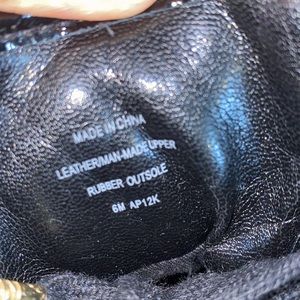 MADE IN CHINA
LEATHER/MAN-MADE UPPER
RUBBER OUTSOLE
6M AP12K